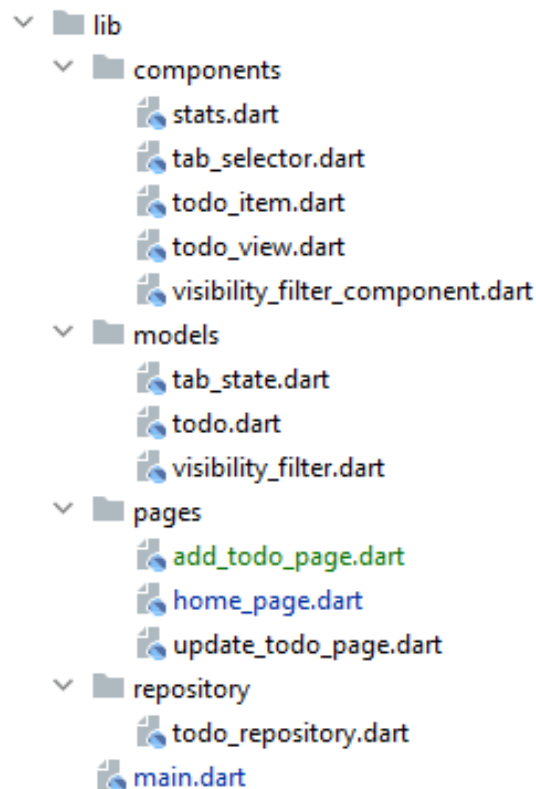 lib
components
stats.dart
tab_selector.dart
todo_item.dart
todo_view.dart
visibility_filter_component.dart
models
tab_state.dart
todo.dart
visibility_filter.dart
pages
add_todo_page.dart
home_page.dart
update_todo_page.dart
repository
todo_repository.dart
main.dart